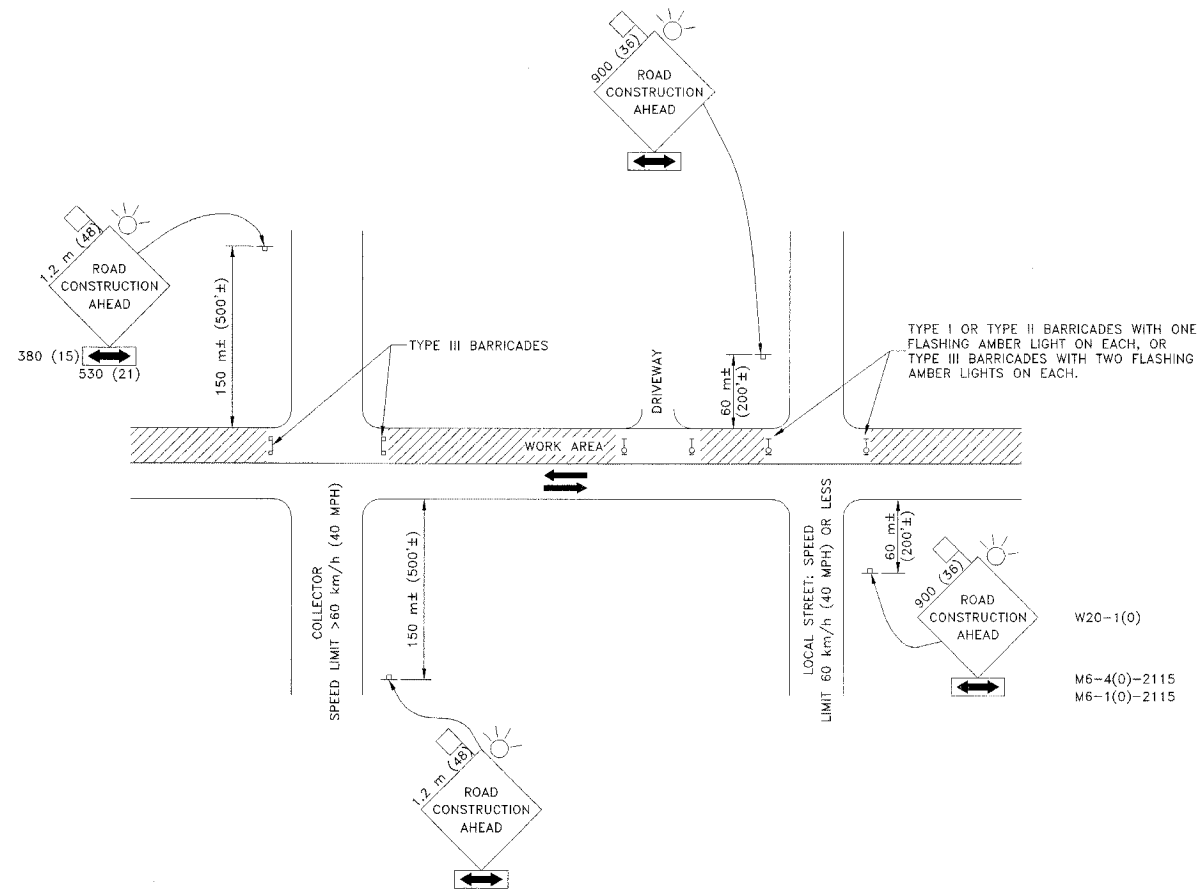 900 (36)
ROAD
CONSTRUCTION
AHEAD
1.2 m (48)
ROAD
CONSTRUCTION
AHEAD
380 (15)
530 (21)
150 m± (500'±)
TYPE III BARRICADES
DRIVEWAY
60 m±
(200'±)
TYPE I OR TYPE II BARRICADES WITH ONE
FLASHING AMBER LIGHT ON EACH, OR
TYPE III BARRICADES WITH TWO FLASHING
AMBER LIGHTS ON EACH.
WORK AREA
COLLECTOR
SPEED LIMIT >60 km/h (40 MPH)
150 m± (500'±)
LOCAL STREET: SPEED
LIMIT 60 km/h (40 MPH) OR LESS
60 m±
(200'±)
900 (36)
ROAD
CONSTRUCTION
AHEAD
W20-1(0)
M6-4(0)-2115
M6-1(0)-2115
1.2 m (48)
ROAD
CONSTRUCTION
AHEAD